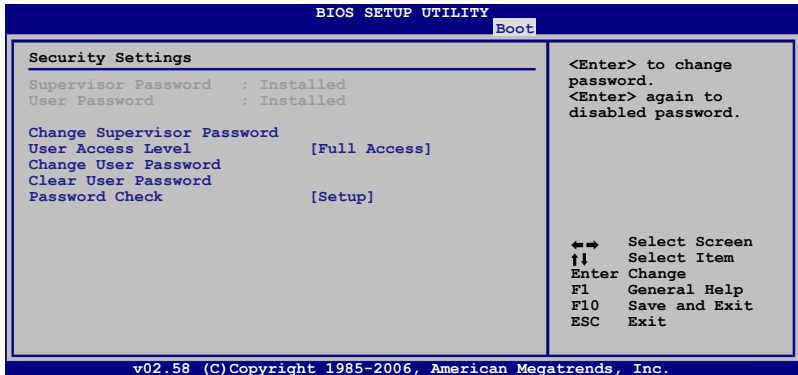 BIOS SETUP UTILITY
Boot
Security Settings
Supervisor Password : Installed
User Password : Installed
Change Supervisor Password
User Access Level [Full Access]
Change User Password
Clear User Password
Password Check [Setup]
<Enter> to change
password.
<Enter> again to
disabled password.
←→ Select Screen
↑↓ Select Item
Enter Change
F1 General Help
F10 Save and Exit
ESC Exit
v02.58 (C)Copyright 1985-2006, American Megatrends, Inc.